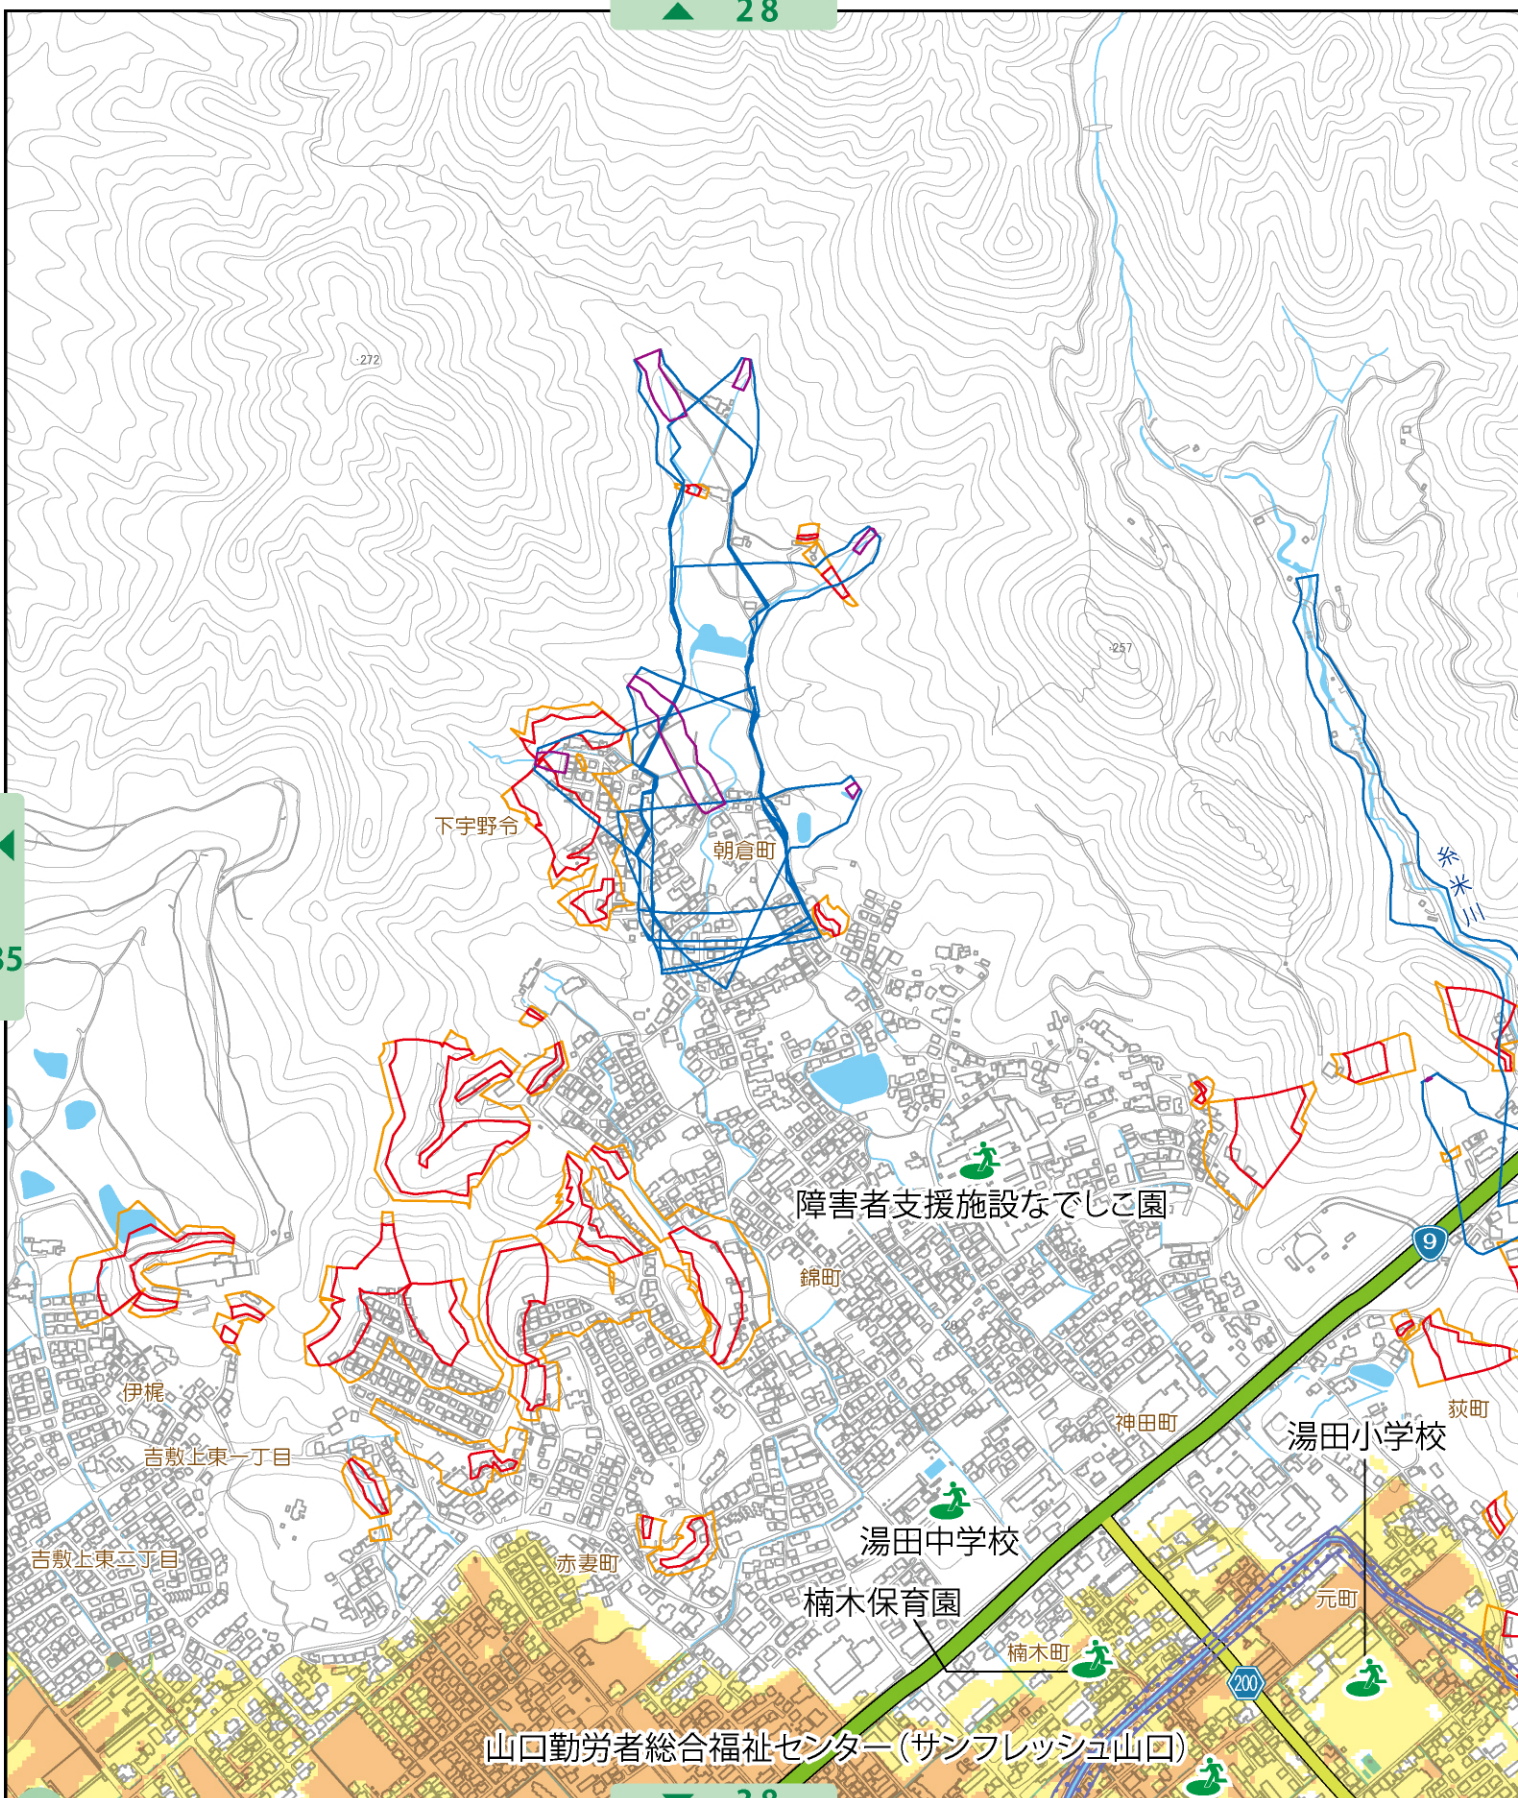 28
272
257
下宇野令
朝倉町
糸米川
35
障害者支援施設なでしこ園
9
錦町
20
伊梶
神田町
荻町
湯田小学校
吉敷上東一丁目
湯田中学校
吉敷上東二丁目
赤妻町
楠木保育園
元町
楠木町
200
山口勤労者総合福祉センター（サンフレッシュ山口）
38